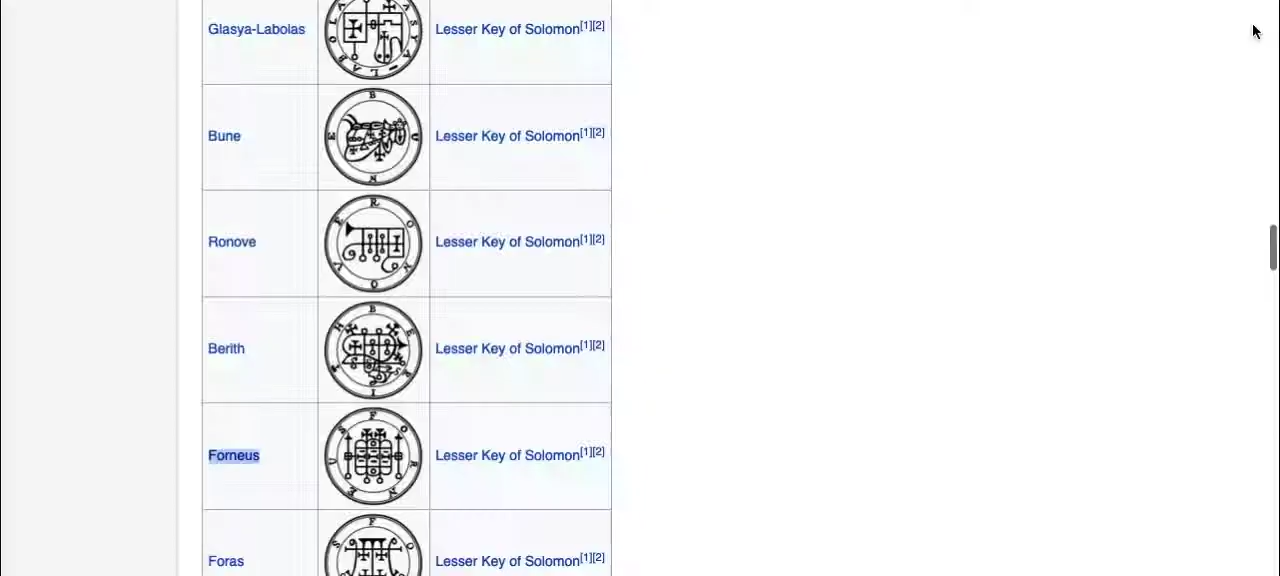 Glasya-Labolas Lesser Key of Solomon[1][2]
Bune Lesser Key of Solomon[1][2]
B U N E
Ronove Lesser Key of Solomon[1][2]
R O N O V E
Berith Lesser Key of Solomon[1][2]
Forneus Lesser Key of Solomon[1][2]
F O R N E U S
Foras Lesser Key of Solomon[1][2]